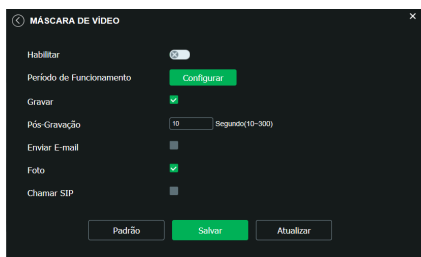 MÁSCARA DE VÍDEO
Habilitar
Período de Funcionamento Configurar
Gravar
Pós-Gravação 10 Segundo(10~300)
Enviar E-mail
Foto
Chamar SIP
Padrão Salvar Atualizar